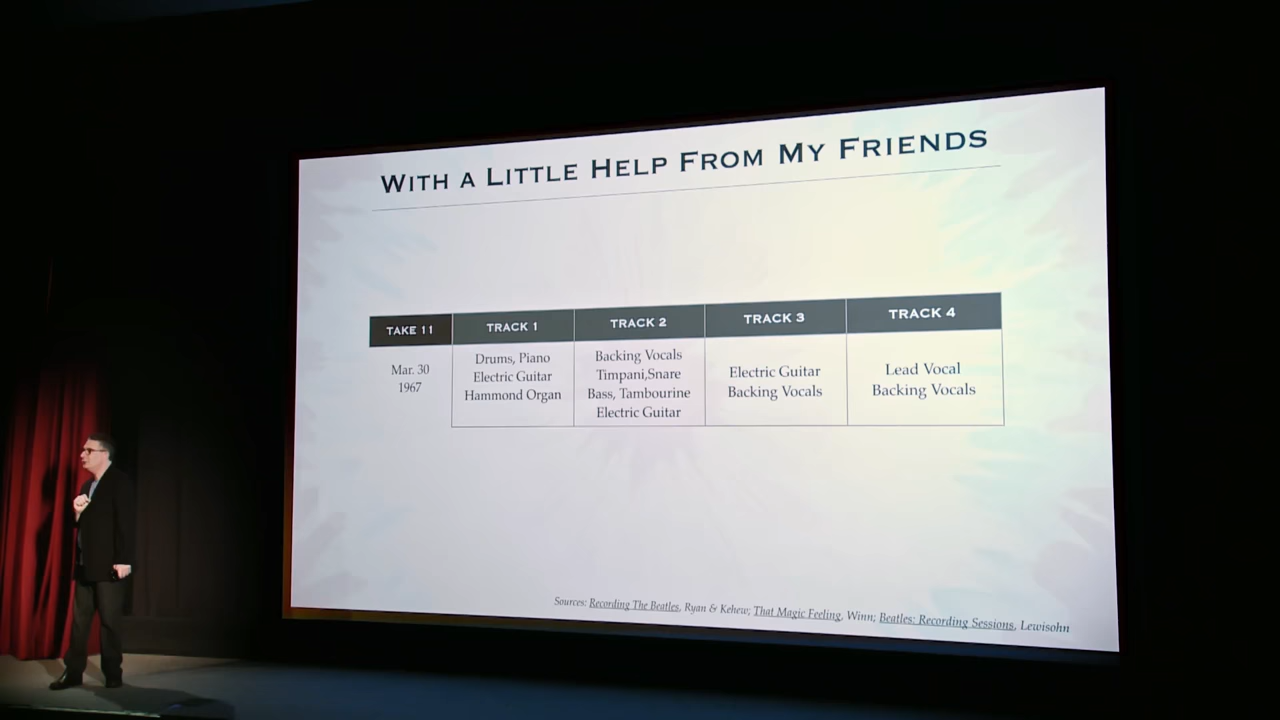 WITH A LITTLE HELP FROM MY FRIENDS
TAKE 11
TRACK 1
TRACK 2
TRACK 3
TRACK 4
Mar. 30
1967
Drums, Piano
Electric Guitar
Hammond Organ
Backing Vocals
Timpani,Snare
Bass, Tambourine
Electric Guitar
Electric Guitar
Backing Vocals
Lead Vocal
Backing Vocals
Sources: Recording The Beatles, Ryan & Kehew; That Magic Feeling, Winn; Beatles: Recording Sessions, Lewisohn